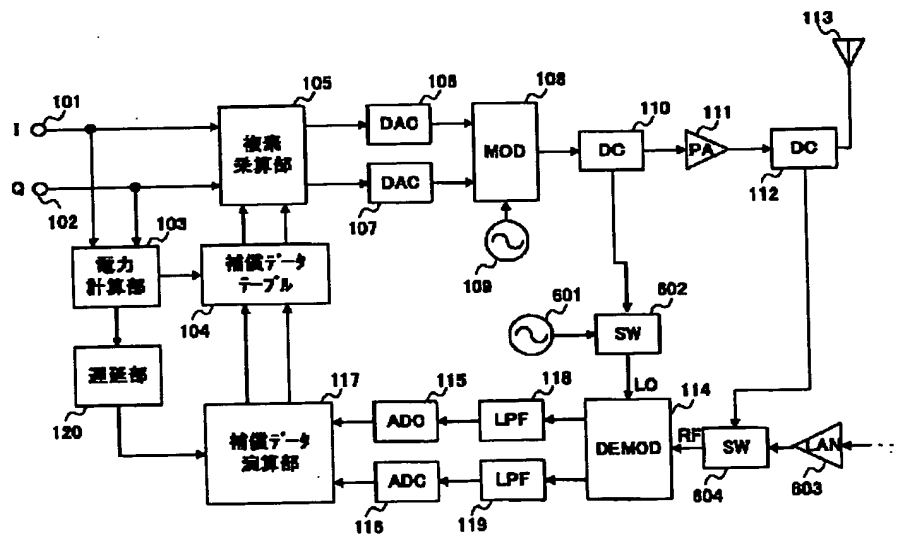 113
105
106
108
110
111
I
101
DAC
複素
乗算部
MOD
DC
PA
DC
112
Q
102
DAC
107
103
電力
計算部
補償データ
テーブル
104
109
601
602
SW
遅延部
120
117
115
118
LO
114
補償データ
演算部
ADC
LPF
DEMOD
RF
SW
LAN
604
603
ADC
LPF
116
119